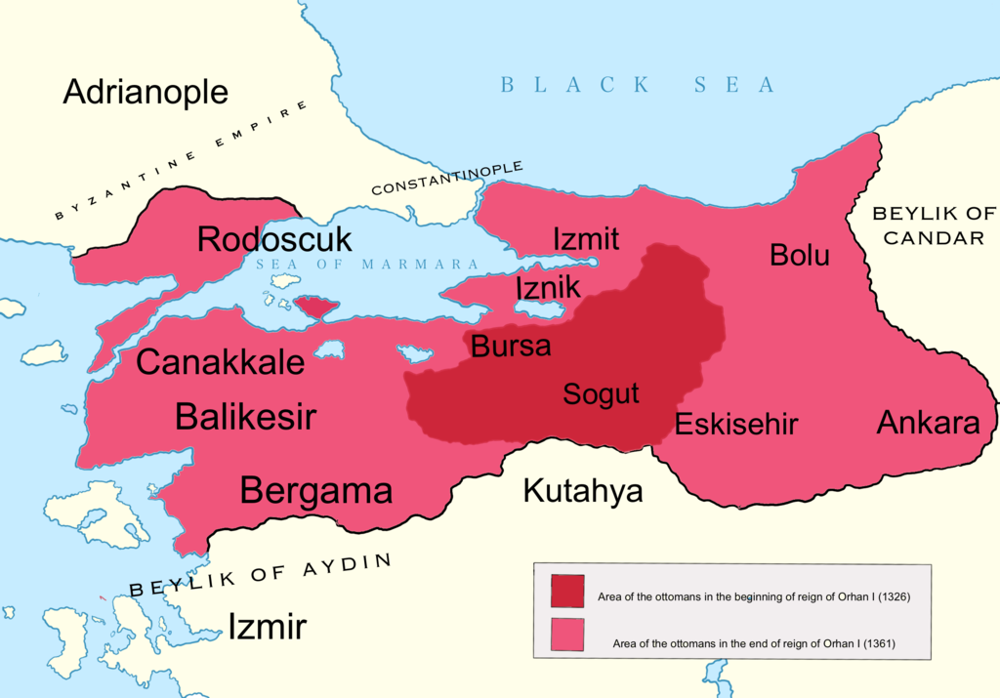 BLACK SEA
Adrianople
BYZANTINE EMPIRE
CONSTANTINOPLE
BEYLIK OF
CANDAR
Rodoscuk
Izmit
Bolu
SEA OF MARMARA
Iznik
Bursa
Canakkale
Sogut
Balikesir
Eskisehir
Ankara
Bergama
Kutahya
BEYLIK OF AYDIN
Izmir
Area of the ottomans in the beginning of reign of Orhan I (1326)
Area of the ottomans in the end of reign of Orhan I (1361)